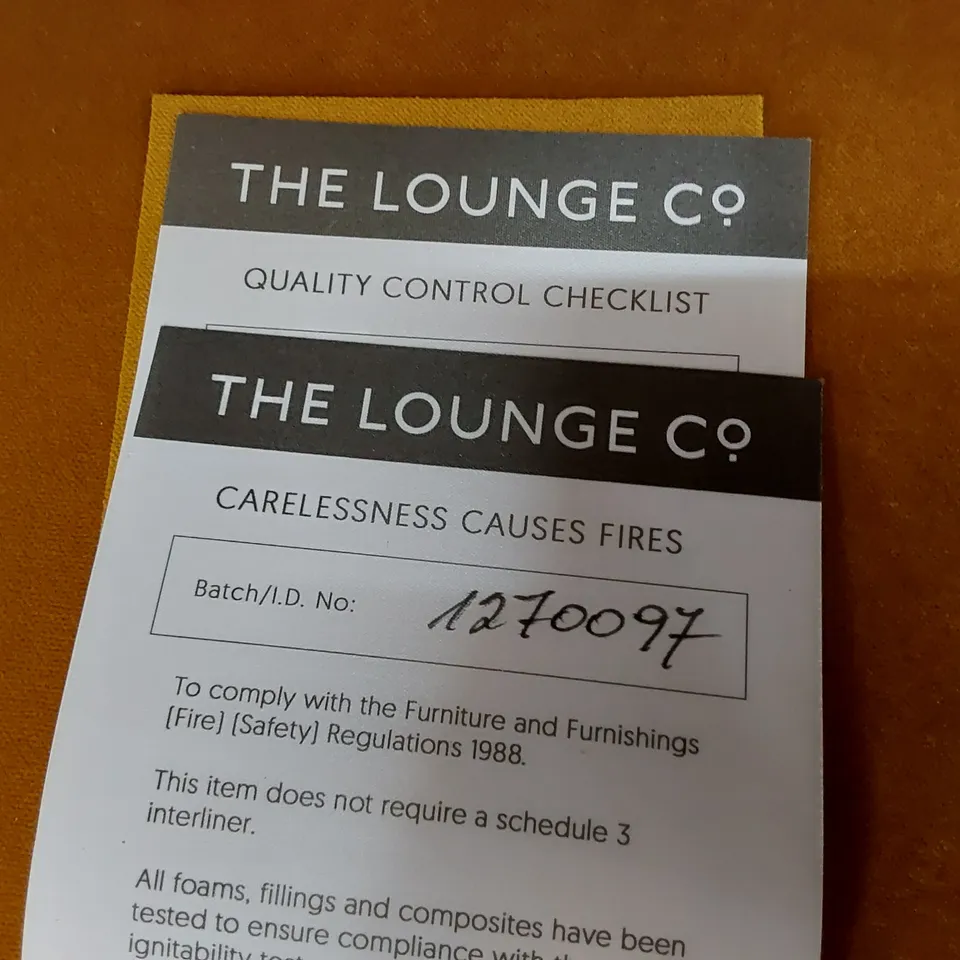 THE LOUNGE Co
QUALITY CONTROL CHECKLIST
THE LOUNGE Co
CARELESSNESS CAUSES FIRES
Batch/I.D. No: 1270097
To comply with the Furniture and Furnishings
(Fire) (Safety) Regulations 1988.
This item does not require a schedule 3
interliner.
All foams, fillings and composites have been
tested to ensure compliance with
ignitability